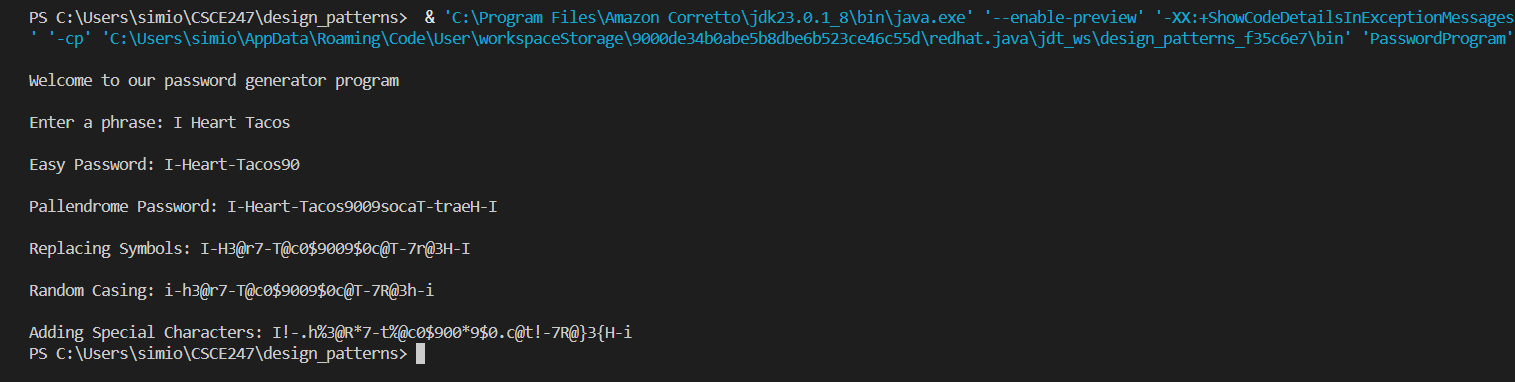 PS C:\Users\simio\CSCE247\design_patterns>  & 'C:\Program Files\Amazon Corretto\jdk23.0.1_8\bin\java.exe' '--enable-preview' '-XX:+ShowCodeDetailsInExceptionMessages
' '-cp' 'C:\Users\simio\AppData\Roaming\Code\User\workspaceStorage\9000de34b0abe5b8dbe6b523ce46c55d\redhat.java\jdt_ws\design_patterns_f35c6e7\bin' 'PasswordProgram'
Welcome to our password generator program
Enter a phrase: I Heart Tacos
Easy Password: I-Heart-Tacos90
Pallendrome Password: I-Heart-Tacos9009socaT-traeH-I
Replacing Symbols: I-H3@r7-T@c0$9009$0c@T-7r@3H-I
Random Casing: i-h3@r7-T@c0$9009$0c@T-7R@3h-i
Adding Special Characters: I!-.h%3@R*7-t%@c0$900*9$0.c@t!-7R@}3{H-i
PS C:\Users\simio\CSCE247\design_patterns>